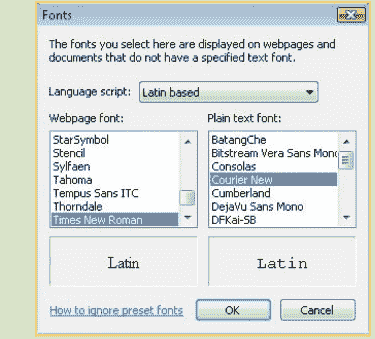 Fonts
The fonts you select here are displayed on webpages and
documents that do not have a specified text font.
Language script: Latin based
Webpage font:
StarSymbol
Stencil
Sylfaen
Tahoma
Tempus Sans ITC
Thorndale
Times New Roman
Latin
Plain text font:
BatangChe
Bitstream Vera Sans Mono
Consolas
Courier New
Cumberland
DejaVu Sans Mono
DFKai-SB
Latin
How to ignore preset fonts
OK
Cancel